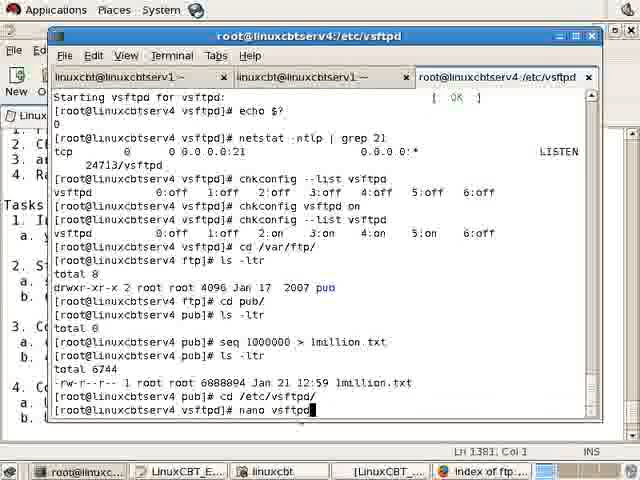 Applications Places System
root@linuxcbtserv4:/etc/vsftpd
File Edit View Terminal Tabs Help
linuxcbt@linuxcbtserv1:~ linuxcbt@linuxcbtserv1:~ root@linuxcbtserv4:/etc/vsftpd
Starting vsftpd for vsftpd: [ OK ]
[root@linuxcbtserv4 vsftpd]# echo $?
0
[root@linuxcbtserv4 vsftpd]# netstat -ntlp | grep 21
tcp 0 0 0.0.0.0:21 0.0.0.0:* LISTEN
24713/vsftpd
[root@linuxcbtserv4 vsftpd]# chkconfig --list vsftpd
vsftpd 0:off 1:off 2:off 3:off 4:off 5:off 6:off
[root@linuxcbtserv4 vsftpd]# chkconfig vsftpd on
[root@linuxcbtserv4 vsftpd]# chkconfig --list vsftpd
vsftpd 0:off 1:off 2:on 3:on 4:on 5:on 6:off
[root@linuxcbtserv4 vsftpd]# cd /var/ftp/
[root@linuxcbtserv4 ftp]# ls -ltr
total 8
drwxr-xr-x 2 root root 4096 Jan 17 2007 pub
[root@linuxcbtserv4 ftp]# cd pub/
[root@linuxcbtserv4 pub]# ls -ltr
total 0
[root@linuxcbtserv4 pub]# seq 1000000 > 1million.txt
[root@linuxcbtserv4 pub]# ls -ltr
total 6744
-rw-r--r-- 1 root root 6888894 Jan 21 12:59 1million.txt
[root@linuxcbtserv4 pub]# cd /etc/vsftpd/
[root@linuxcbtserv4 vsftpd]# nano vsftpd
File
New
Linux
Tasks
Ln 1381, Col 1 INS
root@linuxc... LinuxCBT_E... linuxcbt [LinuxCBT_... Index of ftp:...